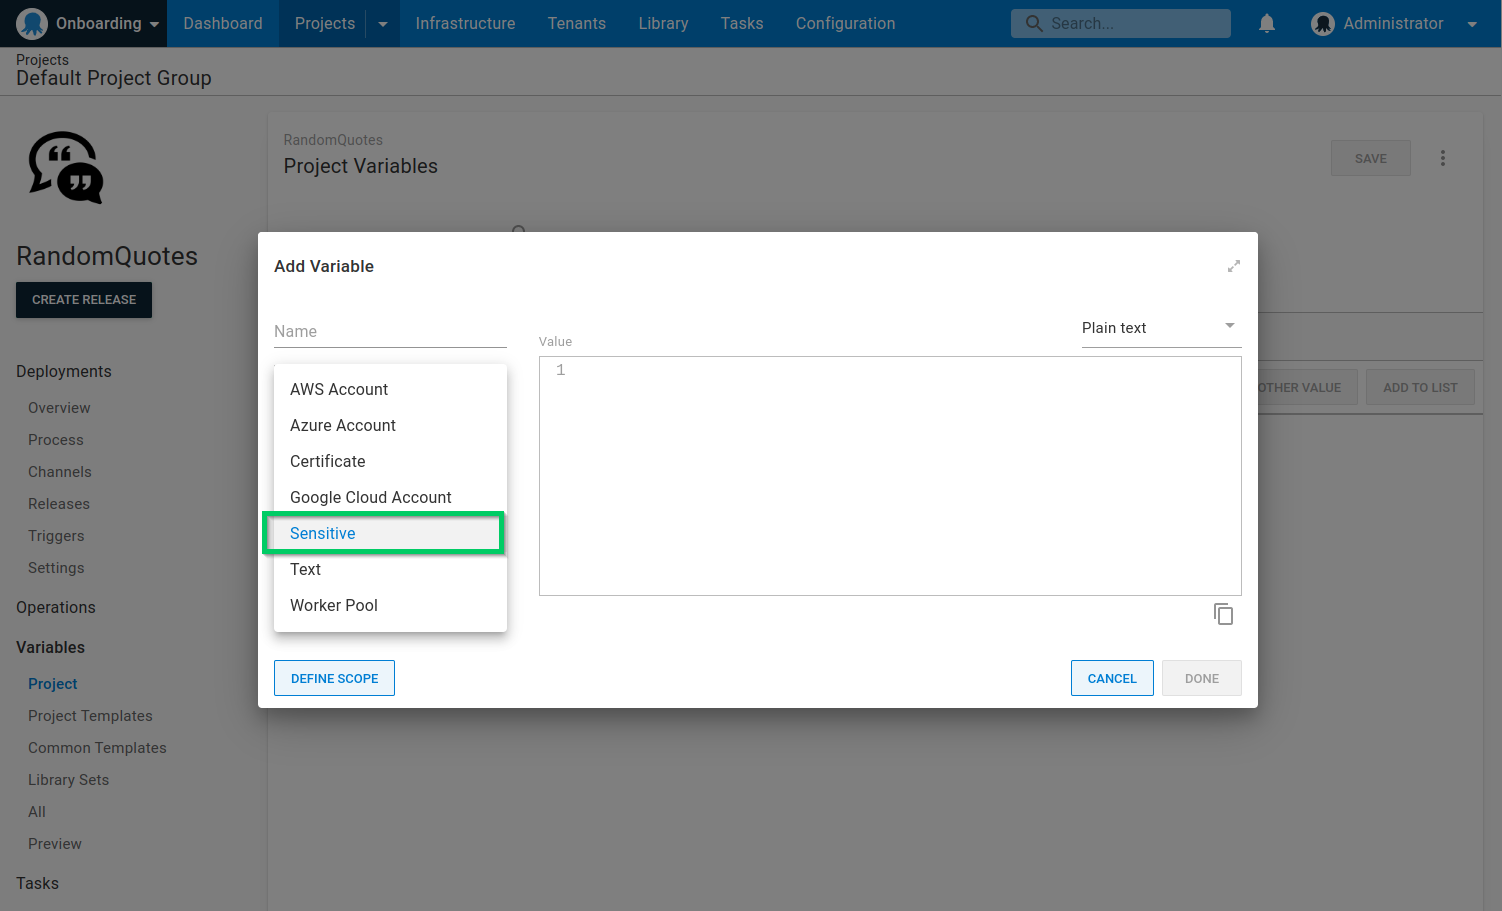 Onboarding
Dashboard
Projects
Infrastructure
Tenants
Library
Tasks
Configuration
Search...
Administrator
Projects
Default Project Group
RandomQuotes
CREATE RELEASE
Deployments
Overview
Process
Channels
Releases
Triggers
Settings
Operations
Variables
Project
Project Templates
Common Templates
Library Sets
All
Preview
Tasks
RandomQuotes
Project Variables
SAVE
OTHER VALUE
ADD TO LIST
Add Variable
Name
AWS Account
Azure Account
Certificate
Google Cloud Account
Sensitive
Text
Worker Pool
Value
Plain text
1
DEFINE SCOPE
CANCEL
DONE